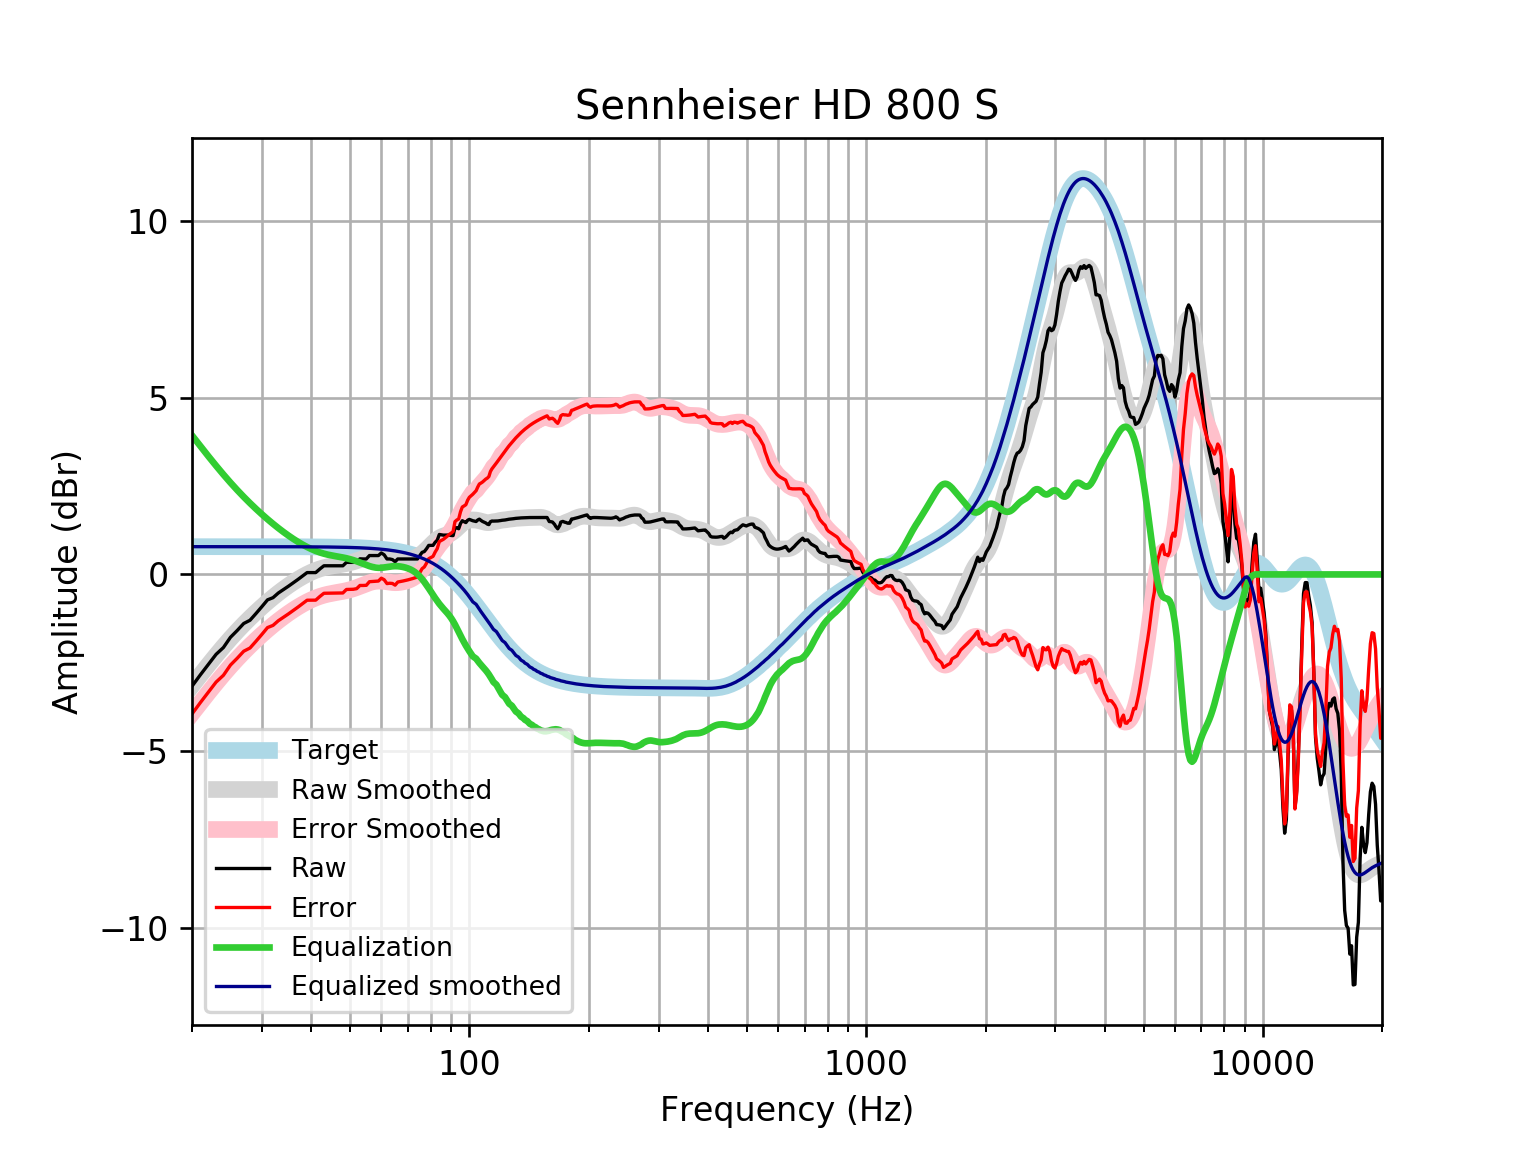 Sennheiser HD 800 S
10
5
0
−5
−10
Amplitude (dBr)
Target
Raw Smoothed
Error Smoothed
Raw
Error
Equalization
Equalized smoothed
100 1000 10000
Frequency (Hz)